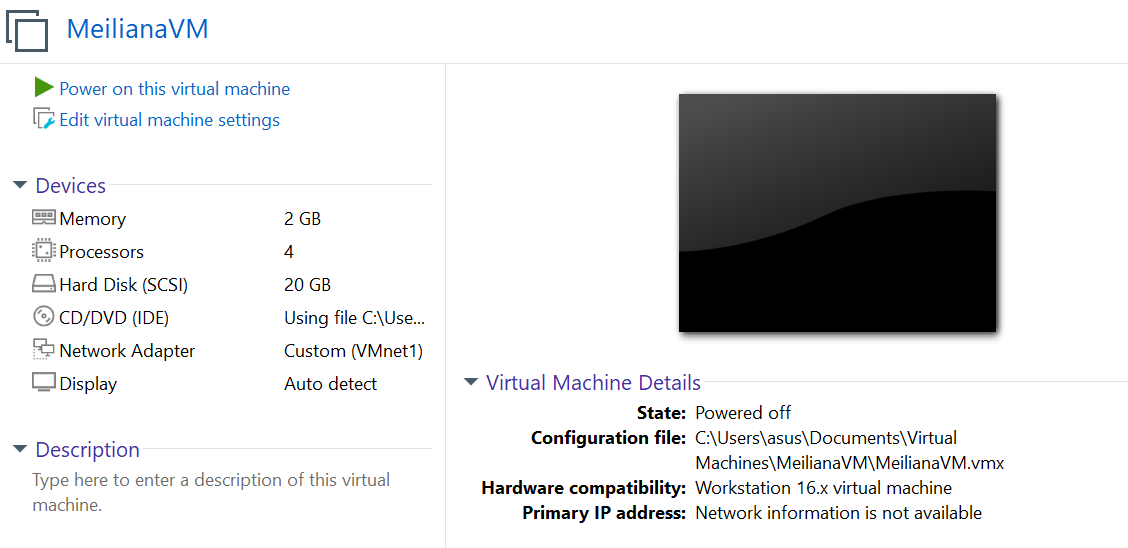 MeilianaVM
Power on this virtual machine
Edit virtual machine settings
Devices
Memory 2 GB
Processors 4
Hard Disk (SCSI) 20 GB
CD/DVD (IDE) Using file C:\Use...
Network Adapter Custom (VMnet1)
Display Auto detect
Description
Type here to enter a description of this virtual
machine.
Virtual Machine Details
State: Powered off
Configuration file: C:\Users\asus\Documents\Virtual
Machines\MeilianaVM\MeilianaVM.vmx
Hardware compatibility: Workstation 16.x virtual machine
Primary IP address: Network information is not available